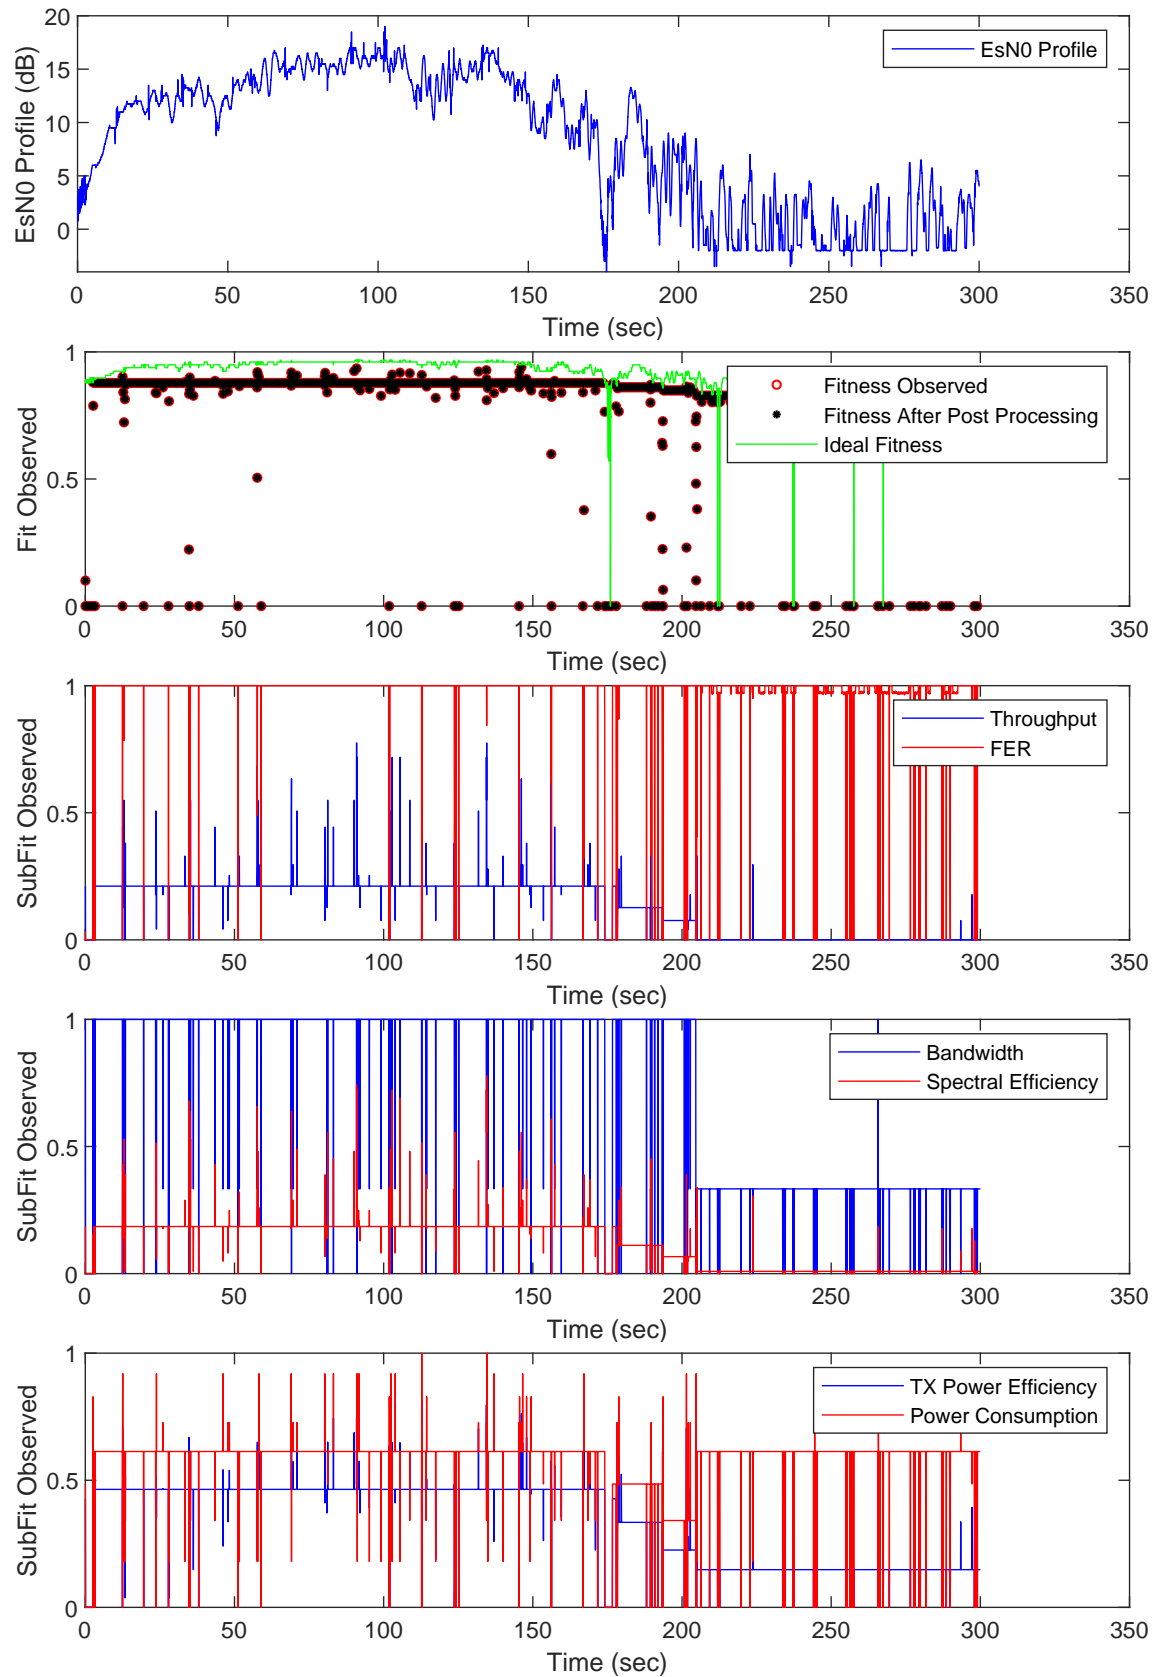 EsN0 Profile (dB)
20
15
10
5
0
EsN0 Profile
0 50 100 150 200 250 300 350
Time (sec)
Fit Observed
1
0.5
0
Fitness Observed
Fitness After Post Processing
Ideal Fitness
0 50 100 150 200 250 300 350
Time (sec)
SubFit Observed
1
0.5
0
Throughput
FER
0 50 100 150 200 250 300 350
Time (sec)
SubFit Observed
1
0.5
0
Bandwidth
Spectral Efficiency
0 50 100 150 200 250 300 350
Time (sec)
SubFit Observed
1
0.5
0
TX Power Efficiency
Power Consumption
0 50 100 150 200 250 300 350
Time (sec)